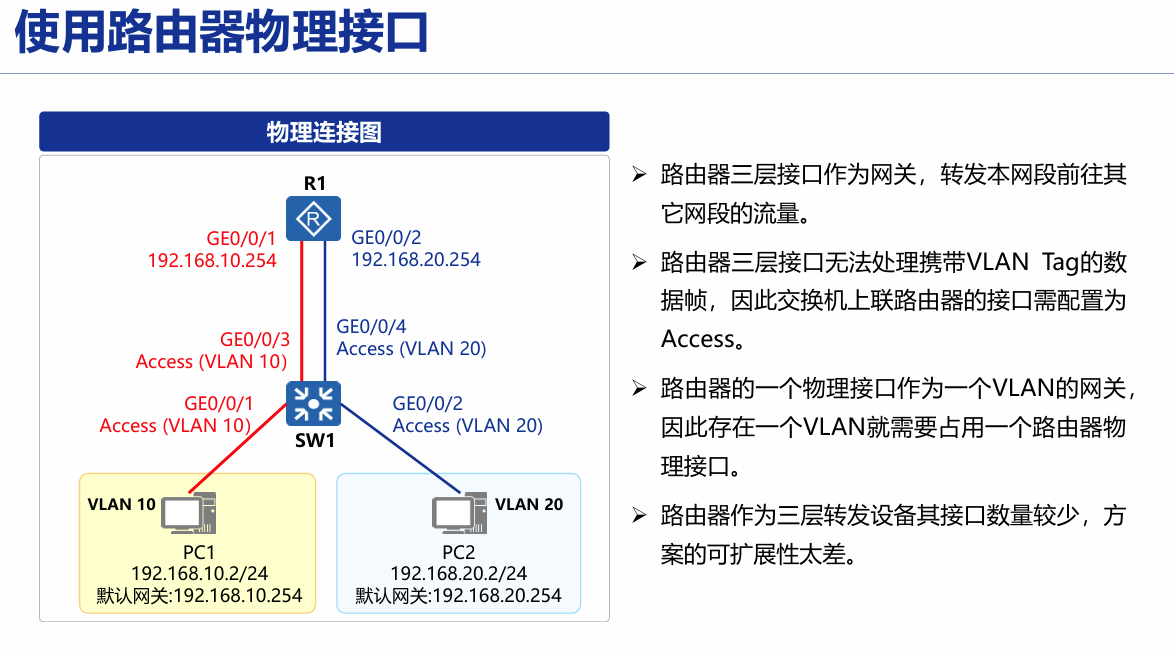 使用路由器物理接口
物理连接图
R1
R
GE0/0/1
192.168.10.254
GE0/0/2
192.168.20.254
GE0/0/3
Access (VLAN 10)
GE0/0/4
Access (VLAN 20)
GE0/0/1
Access (VLAN 10)
GE0/0/2
Access (VLAN 20)
SW1
VLAN 10
PC1
192.168.10.2/24
默认网关:192.168.10.254
VLAN 20
PC2
192.168.20.2/24
默认网关:192.168.20.254
➢ 路由器三层接口作为网关，转发本网段前往其
它网段的流量。
➢ 路由器三层接口无法处理携带VLAN Tag的数
据帧，因此交换机上联路由器的接口需配置为
Access。
➢ 路由器的一个物理接口作为一个VLAN的网关，
因此存在一个VLAN就需要占用一个路由器物
理接口。
➢ 路由器作为三层转发设备其接口数量较少，方
案的可扩展性太差。